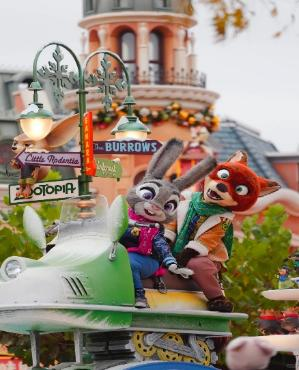 THE BURROWS
Little Rodentia
ZOOTOPIA